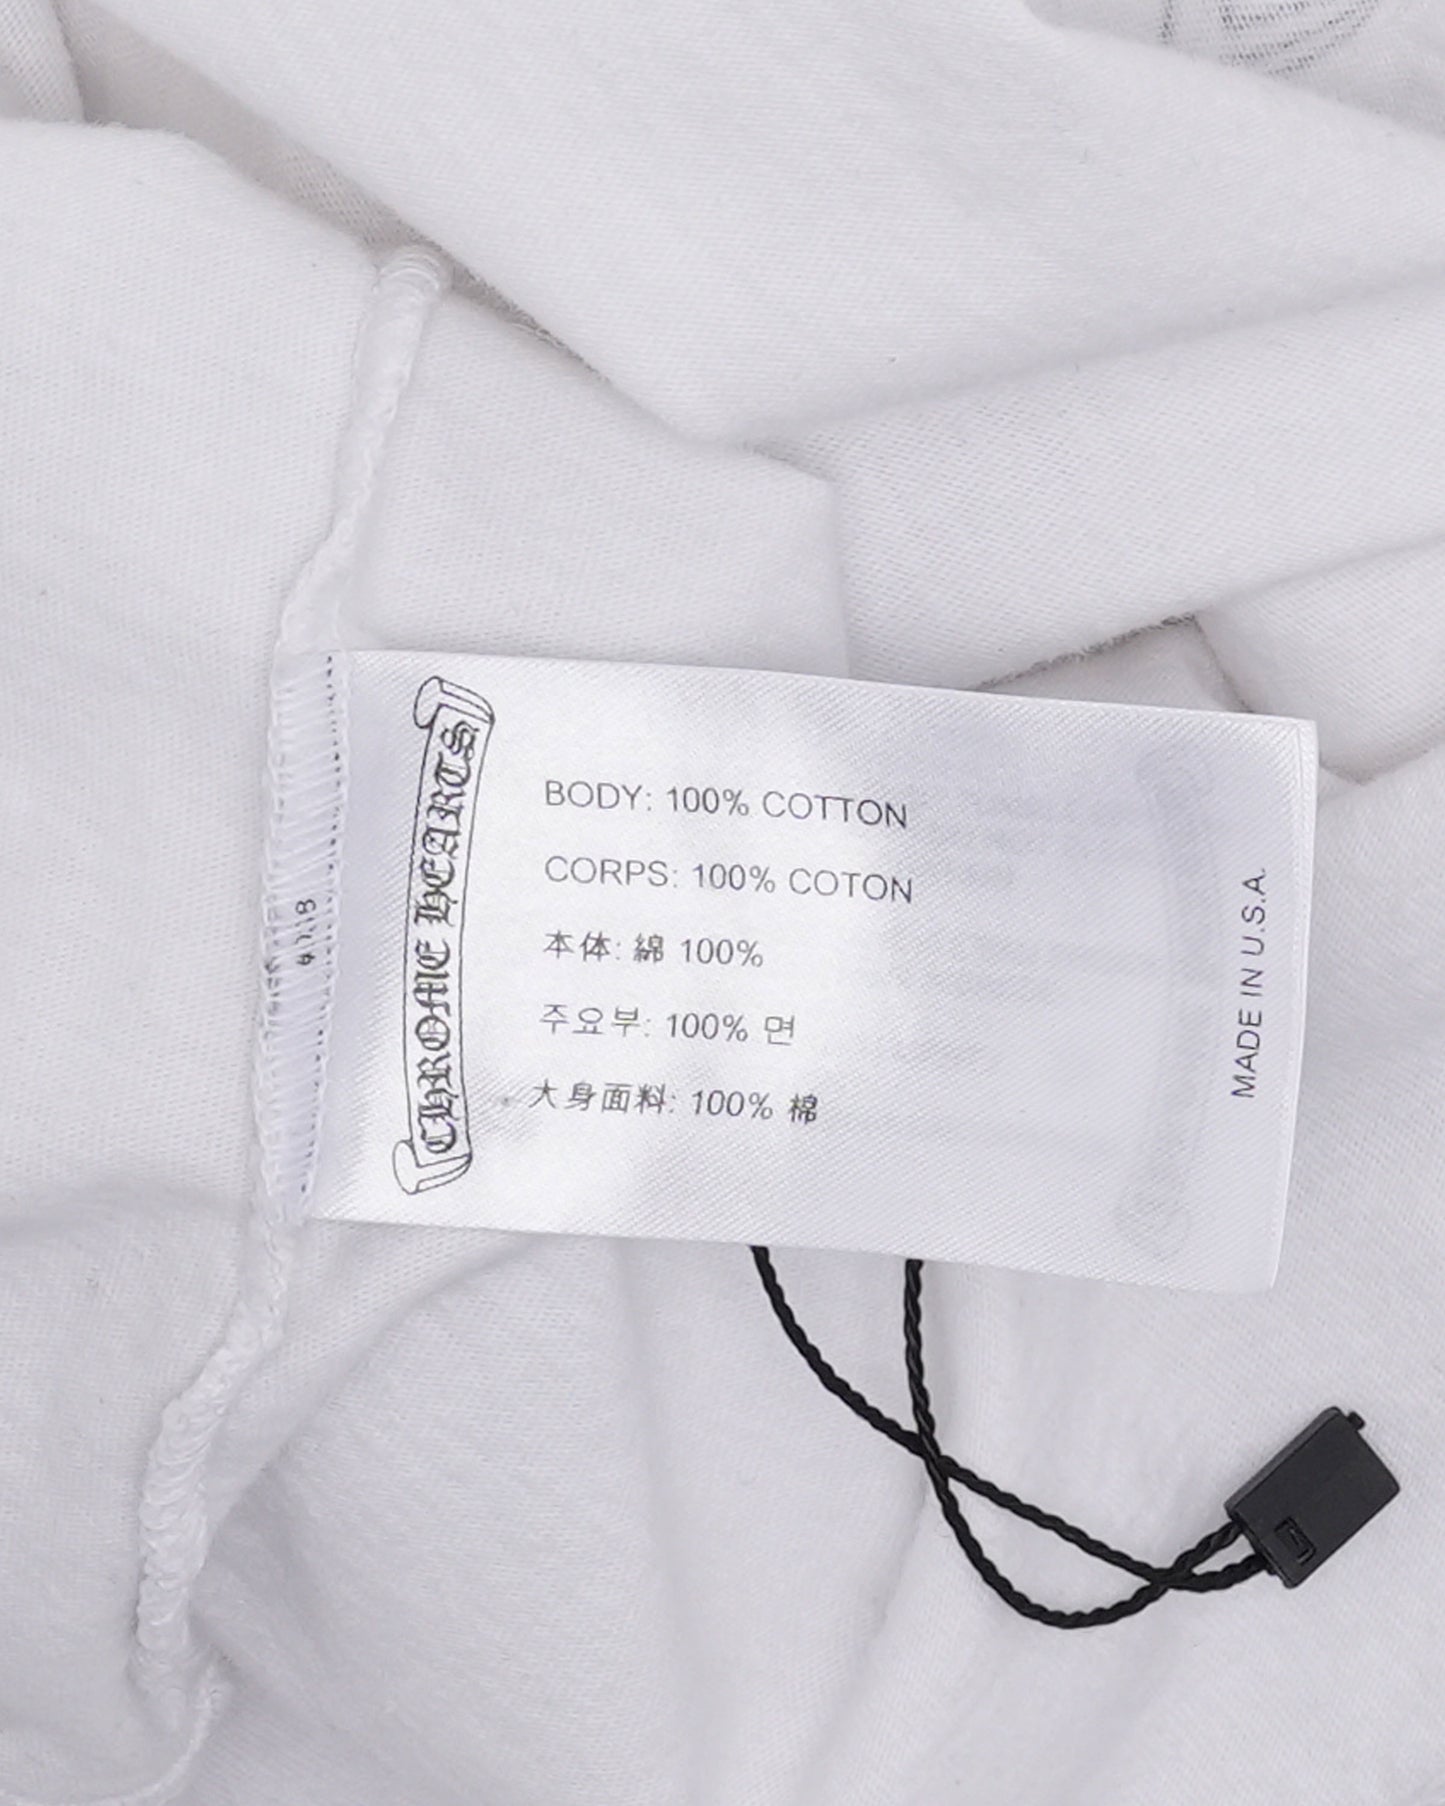 CHROME HEARTS
BODY: 100% COTTON
CORPS: 100% COTON
本体: 綿 100%
주요부: 100% 면
大身面料: 100% 棉
MADE IN U.S.A.